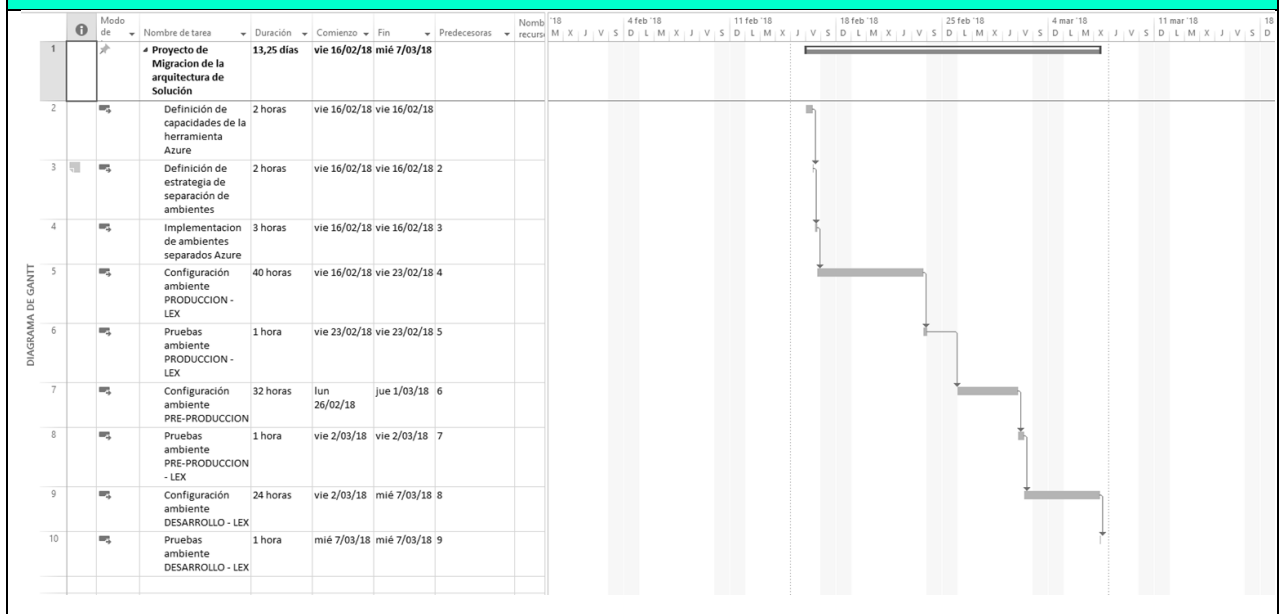 '18 4 feb '18 11 feb '18 18 feb '18 25 feb '18 4 mar '18 11 mar '18 18
Modo de Nombre de tarea Duración Comienzo Fin Predecesoras Nomb recurs M X J V S D L M X J V S D L M X J V S D L M X J V S D L M X J V S D L M X J V S D L M X J V S D
1 Proyecto de 13,25 días vie 16/02/18 mié 7/03/18
Migracion de la
arquitectura de
Solución
2 Definición de 2 horas vie 16/02/18 vie 16/02/18
capacidades de la
herramienta
Azure
3 Definición de 2 horas vie 16/02/18 vie 16/02/18 2
estrategia de
separación de
ambientes
4 Implementacion 3 horas vie 16/02/18 vie 16/02/18 3
de ambientes
separados Azure
5 Configuración 40 horas vie 16/02/18 vie 23/02/18 4
ambiente
PRODUCCION -
LEX
6 Pruebas 1 hora vie 23/02/18 vie 23/02/18 5
ambiente
PRODUCCION -
LEX
7 Configuración 32 horas lun jue 1/03/18 6
ambiente 26/02/18
PRE-PRODUCCION
8 Pruebas 1 hora vie 2/03/18 vie 2/03/18 7
ambiente
PRE-PRODUCCION
- LEX
9 Configuración 24 horas vie 2/03/18 mié 7/03/18 8
ambiente
DESARROLLO - LEX
10 Pruebas 1 hora mié 7/03/18 mié 7/03/18 9
ambiente
DESARROLLO - LEX
DIAGRAMA DE GANTT